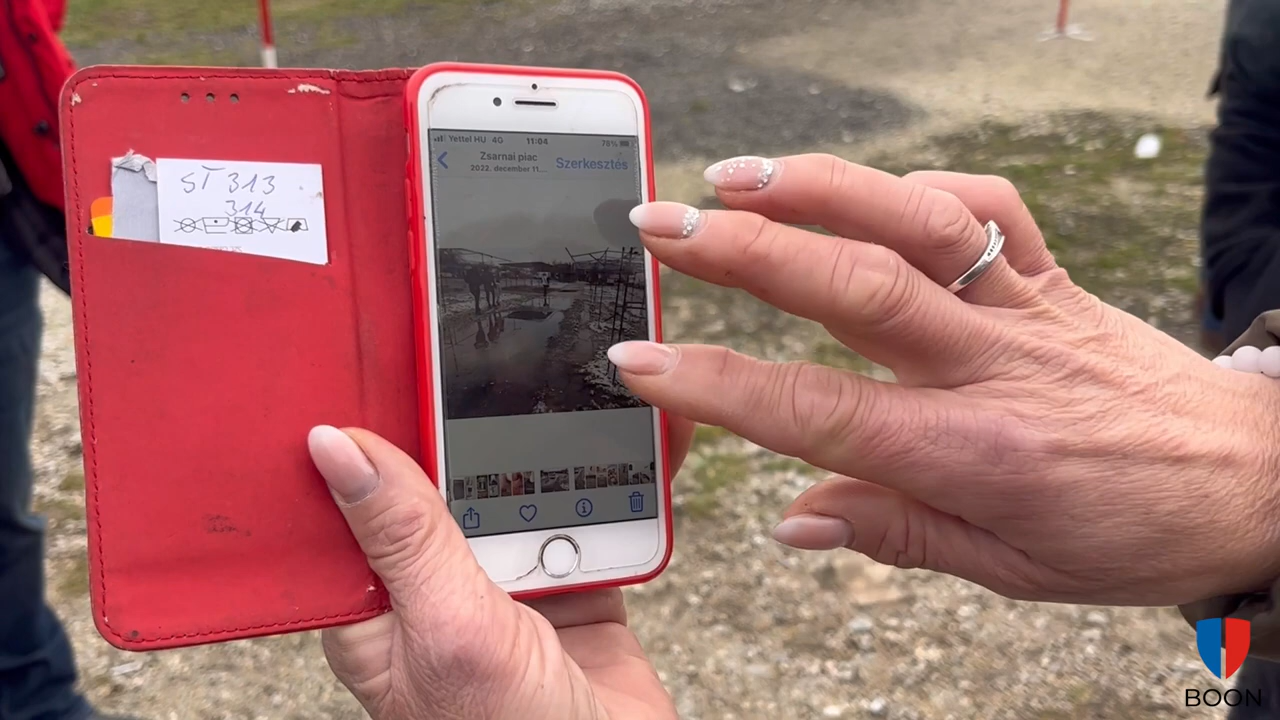 ST 313
314
Yettel HU 4G 11:04 78%
Zsarnai piac
2022. december 11...
Szerkesztés
BOON